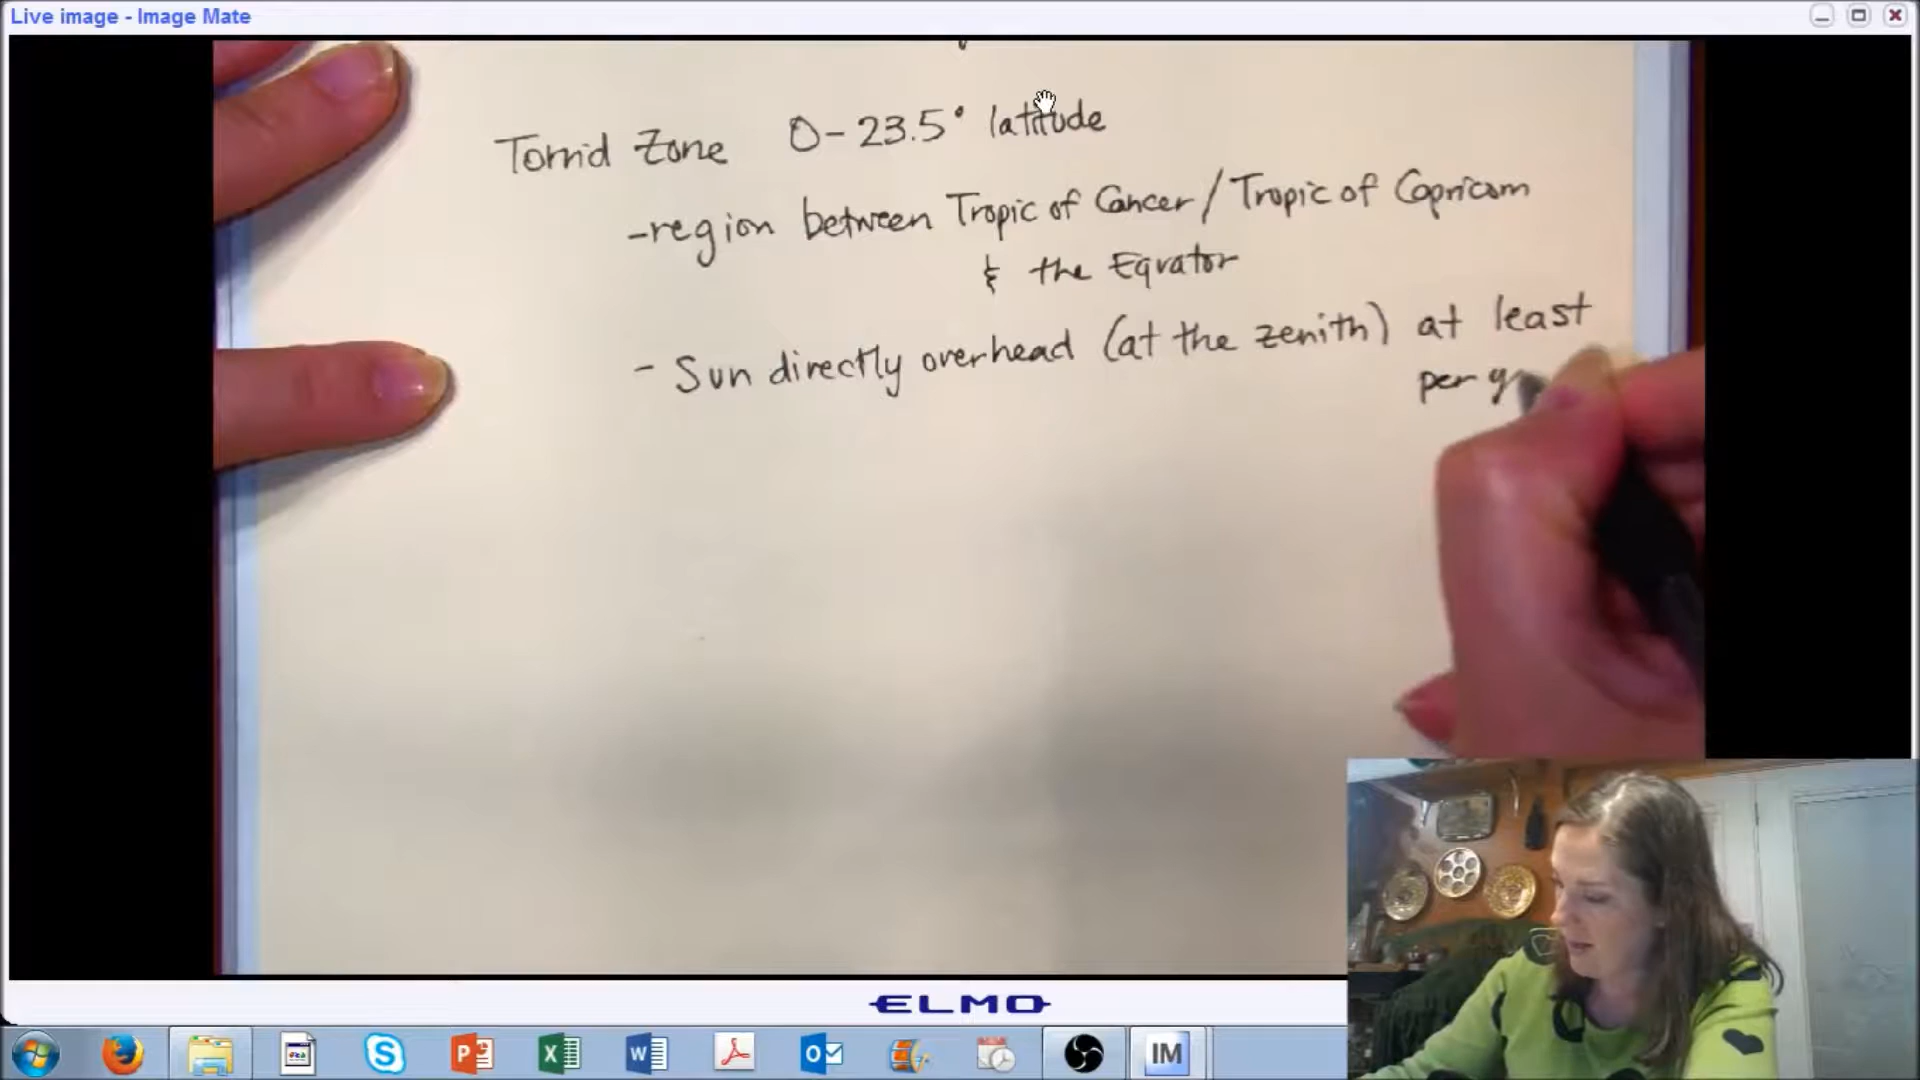 Live image - Image Mate
Torrid Zone 0-23.5° latitude
-region between Tropic of Cancer/Tropic of Capricorn
& the Equator
- Sun directly overhead (at the zenith) at least
per y
ELMO
IM